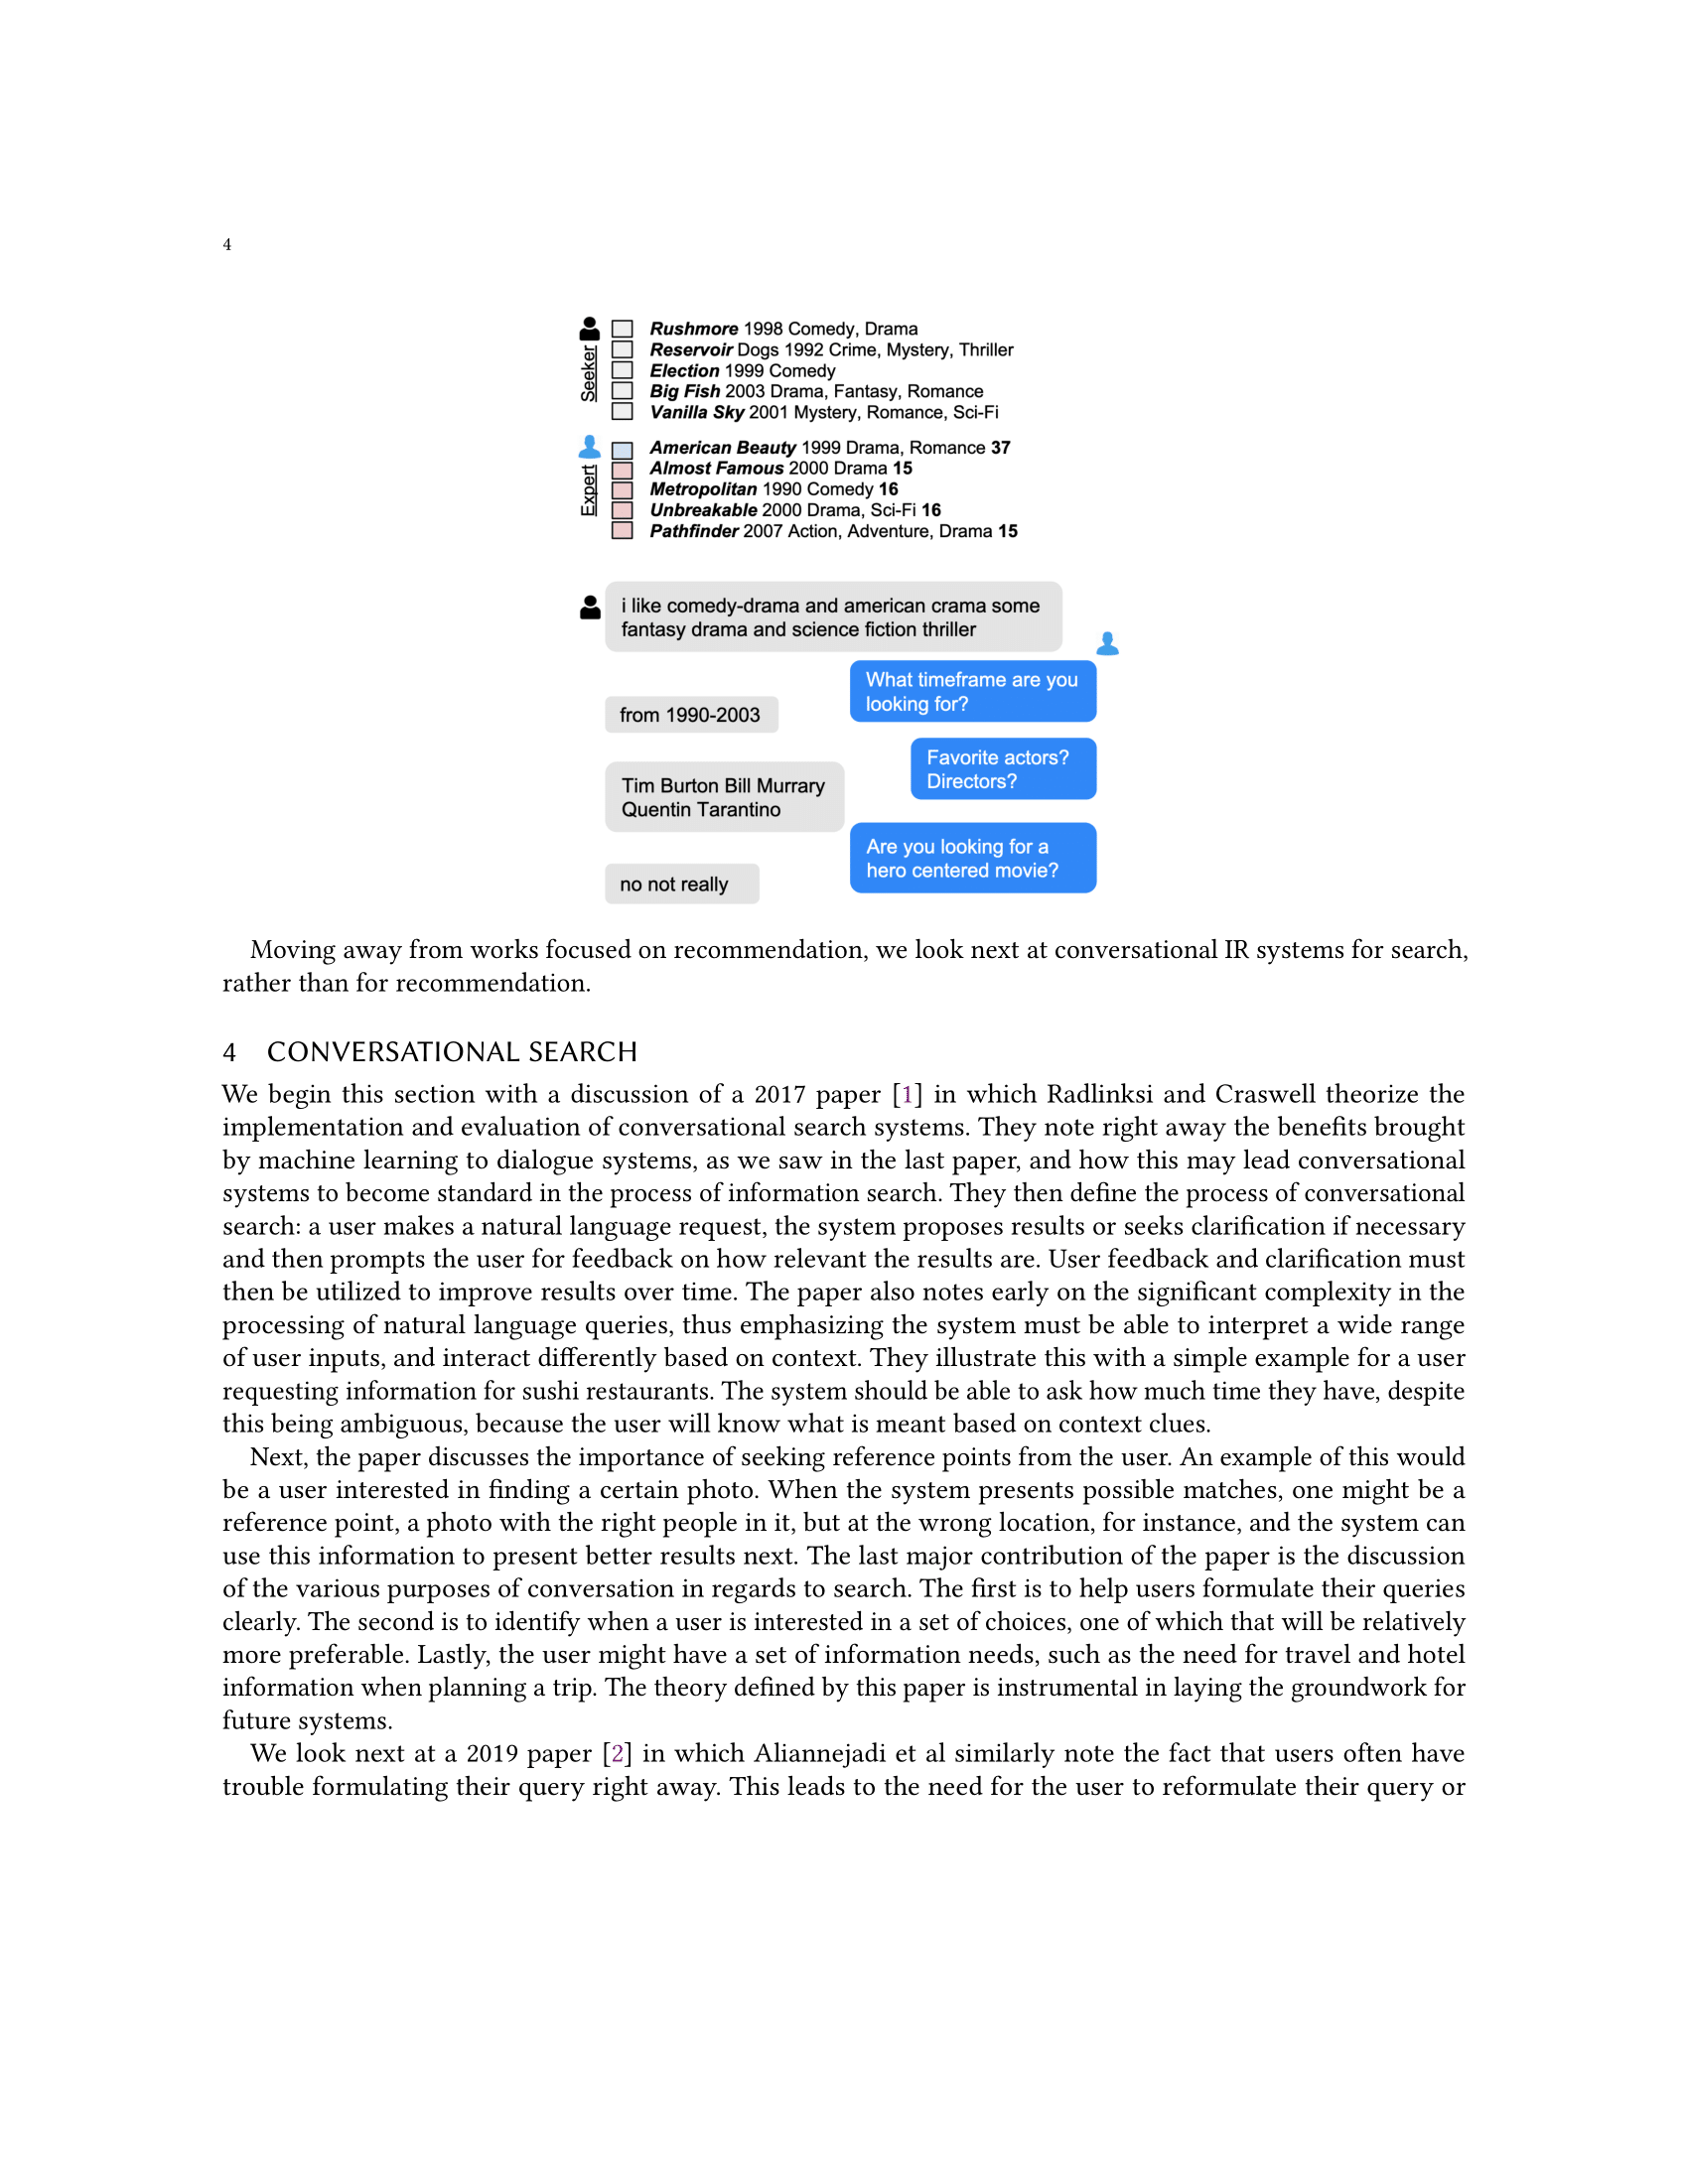 4
Seeker
Rushmore 1998 Comedy, Drama
Reservoir Dogs 1992 Crime, Mystery, Thriller
Election 1999 Comedy
Big Fish 2003 Drama, Fantasy, Romance
Vanilla Sky 2001 Mystery, Romance, Sci-Fi
Expert
American Beauty 1999 Drama, Romance 37
Almost Famous 2000 Drama 15
Metropolitan 1990 Comedy 16
Unbreakable 2000 Drama, Sci-Fi 16
Pathfinder 2007 Action, Adventure, Drama 15
i like comedy-drama and american crama some
fantasy drama and science fiction thriller
What timeframe are you
looking for?
from 1990-2003
Favorite actors?
Directors?
Tim Burton Bill Murrary
Quentin Tarantino
Are you looking for a
hero centered movie?
no not really
Moving away from works focused on recommendation, we look next at conversational IR systems for search,
rather than for recommendation.
4 CONVERSATIONAL SEARCH
We begin this section with a discussion of a 2017 paper [1] in which Radlinksi and Craswell theorize the
implementation and evaluation of conversational search systems. They note right away the benefits brought
by machine learning to dialogue systems, as we saw in the last paper, and how this may lead conversational
systems to become standard in the process of information search. They then define the process of conversational
search: a user makes a natural language request, the system proposes results or seeks clarification if necessary
and then prompts the user for feedback on how relevant the results are. User feedback and clarification must
then be utilized to improve results over time. The paper also notes early on the significant complexity in the
processing of natural language queries, thus emphasizing the system must be able to interpret a wide range
of user inputs, and interact differently based on context. They illustrate this with a simple example for a user
requesting information for sushi restaurants. The system should be able to ask how much time they have, despite
this being ambiguous, because the user will know what is meant based on context clues.
Next, the paper discusses the importance of seeking reference points from the user. An example of this would
be a user interested in finding a certain photo. When the system presents possible matches, one might be a
reference point, a photo with the right people in it, but at the wrong location, for instance, and the system can
use this information to present better results next. The last major contribution of the paper is the discussion
of the various purposes of conversation in regards to search. The first is to help users formulate their queries
clearly. The second is to identify when a user is interested in a set of choices, one of which that will be relatively
more preferable. Lastly, the user might have a set of information needs, such as the need for travel and hotel
information when planning a trip. The theory defined by this paper is instrumental in laying the groundwork for
future systems.
We look next at a 2019 paper [2] in which Aliannejadi et al similarly note the fact that users often have
trouble formulating their query right away. This leads to the need for the user to reformulate their query or